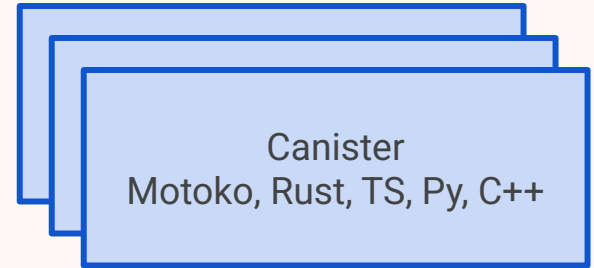 Canister
Motoko, Rust, TS, Py, C++